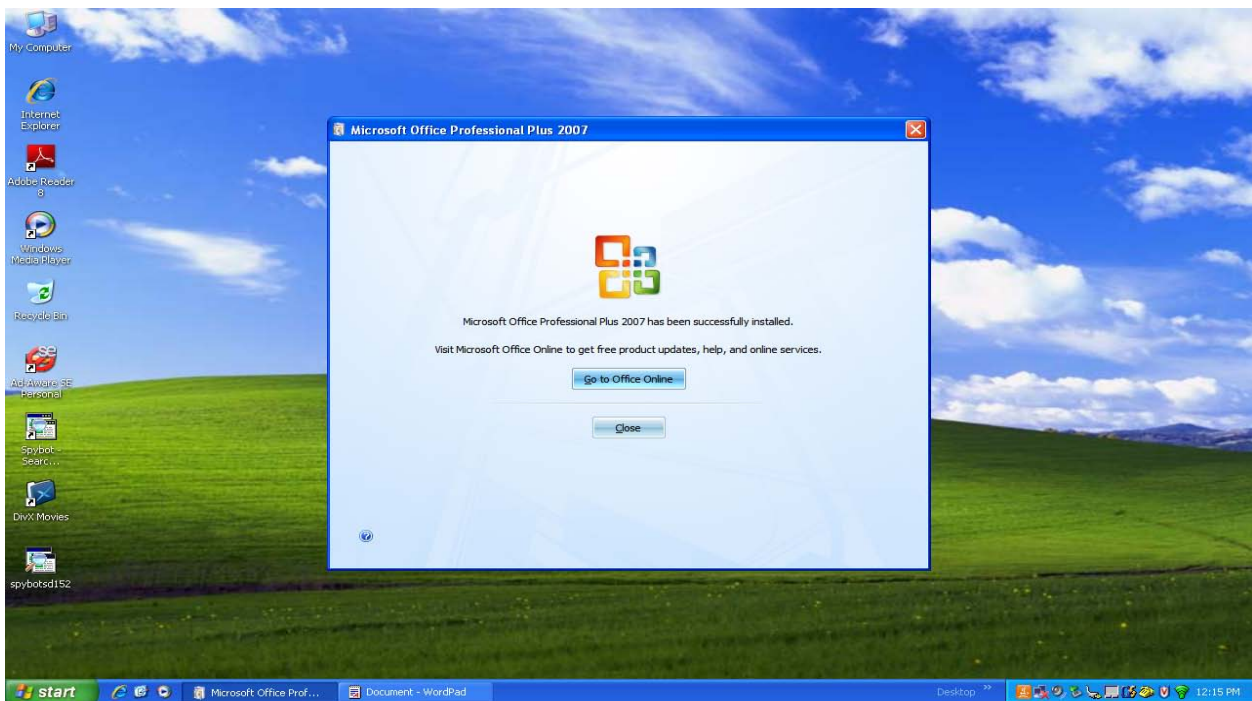 My Computer
Internet
Explorer
Adobe Reader
8
Windows
Media Player
Recycle Bin
Ad-Aware SE
Personal
Spybot -
Searc...
DivX Movies
spybotsd152
Microsoft Office Professional Plus 2007
Microsoft Office Professional Plus 2007 has been successfully installed.
Visit Microsoft Office Online to get free product updates, help, and online services.
Go to Office Online
Close
start
Microsoft Office Prof...
Document - WordPad
Desktop
12:15 PM